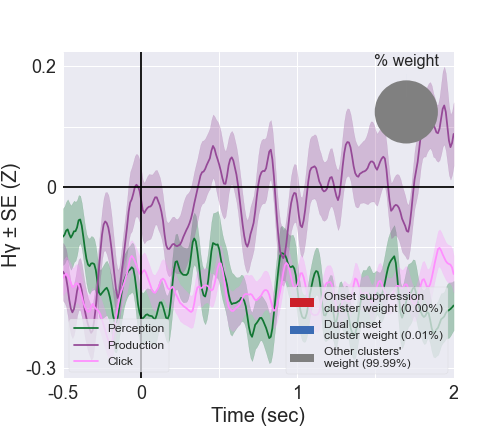 % weight
0.2
0
-0.3
Hγ ± SE (Z)
Perception
Production
Click
Onset suppression
cluster weight (0.00%)
Dual onset
cluster weight (0.01%)
Other clusters'
weight (99.99%)
-0.5 0 1 2
Time (sec)